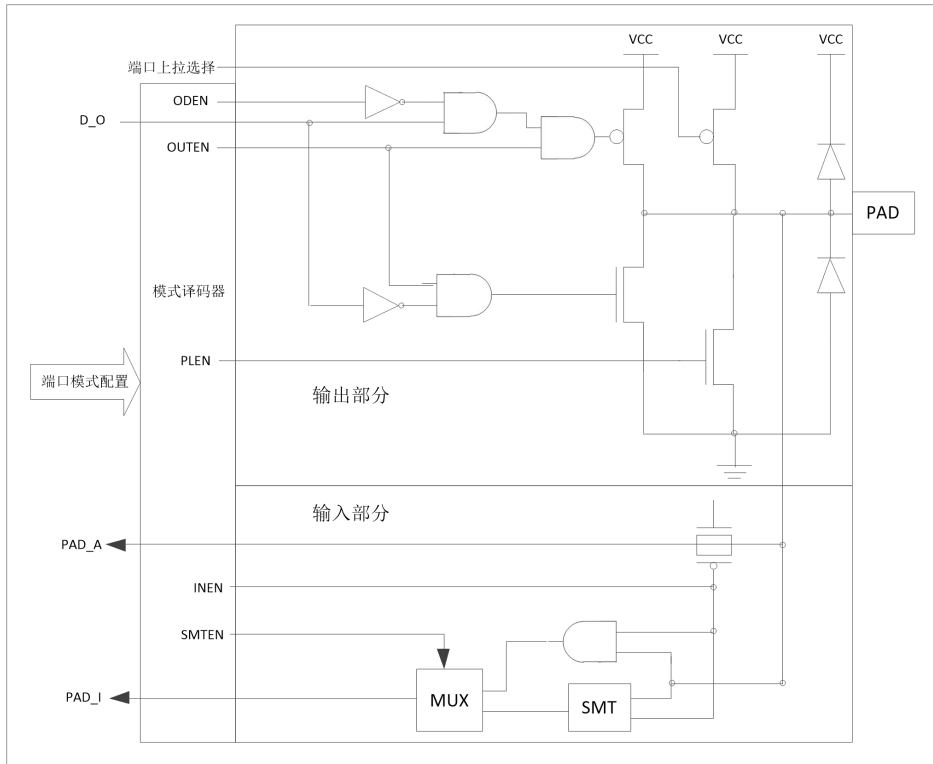 VCC
VCC
VCC
端口上拉选择
ODEN
D_O
OUTEN
PAD
模式译码器
PLEN
端口模式配置
输出部分
输入部分
PAD_A
INEN
SMTEN
PAD_I
MUX
SMT